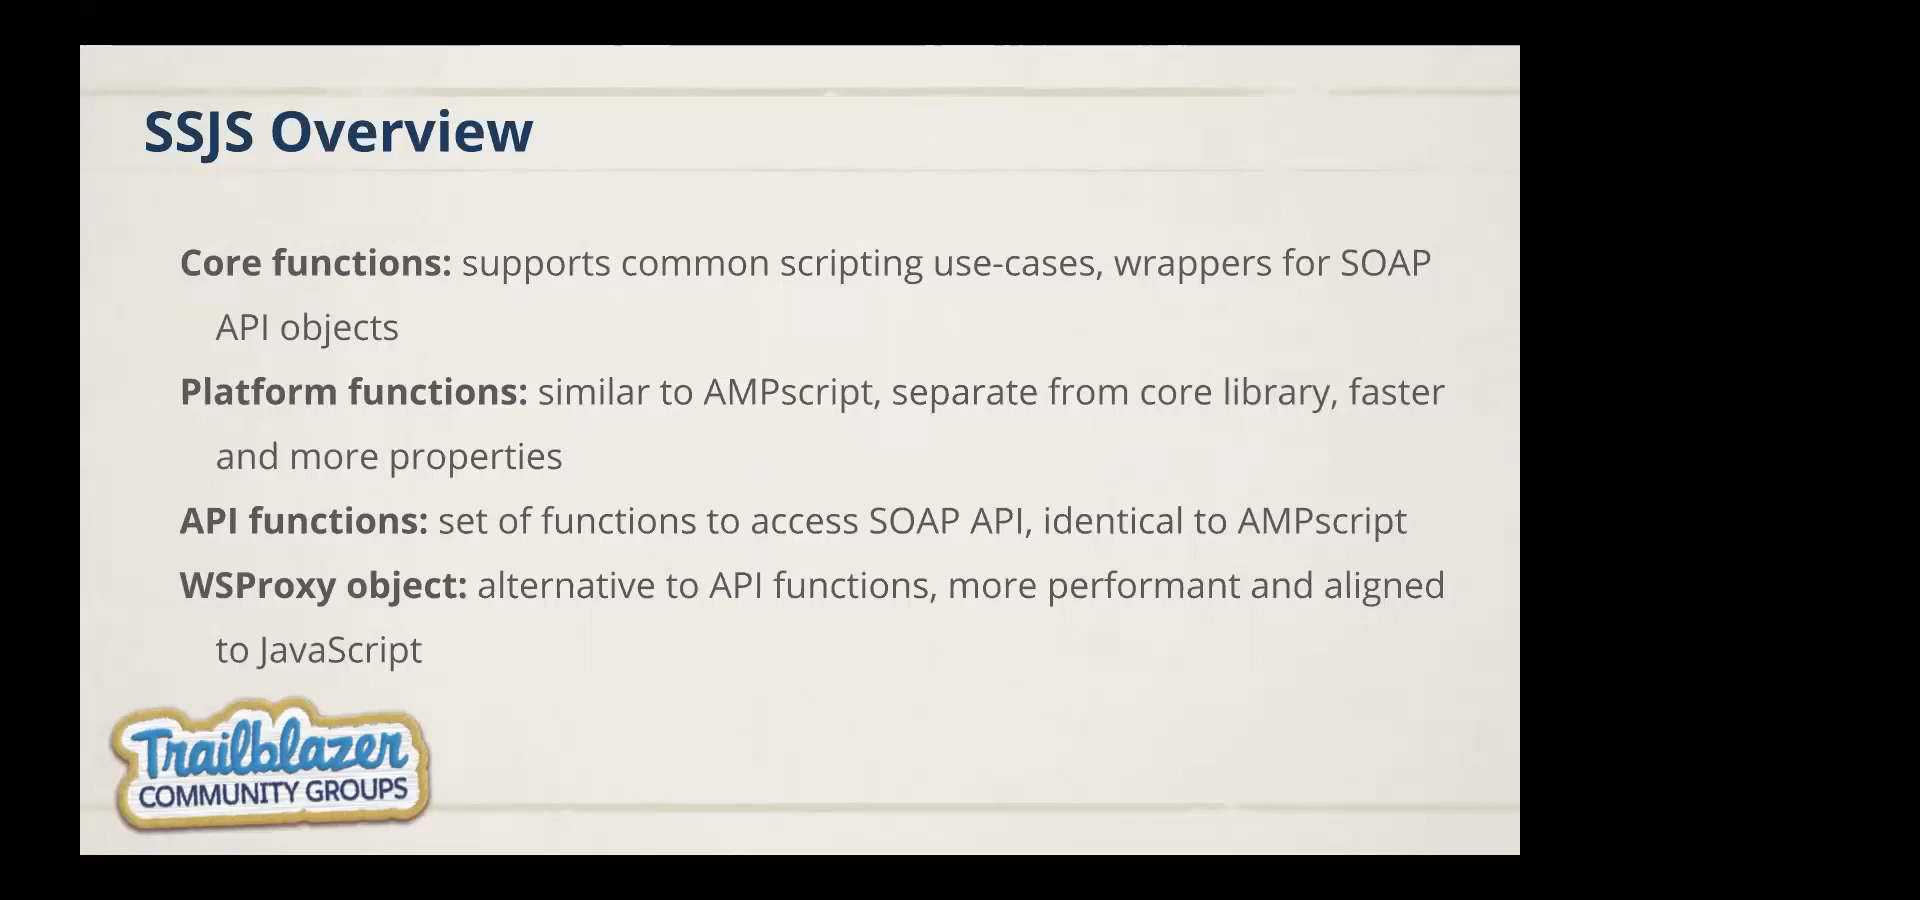 SSJS Overview
Core functions: supports common scripting use-cases, wrappers for SOAP
API objects
Platform functions: similar to AMPscript, separate from core library, faster
and more properties
API functions: set of functions to access SOAP API, identical to AMPscript
WSProxy object: alternative to API functions, more performant and aligned
to JavaScript
Trailblazer
COMMUNITY GROUPS